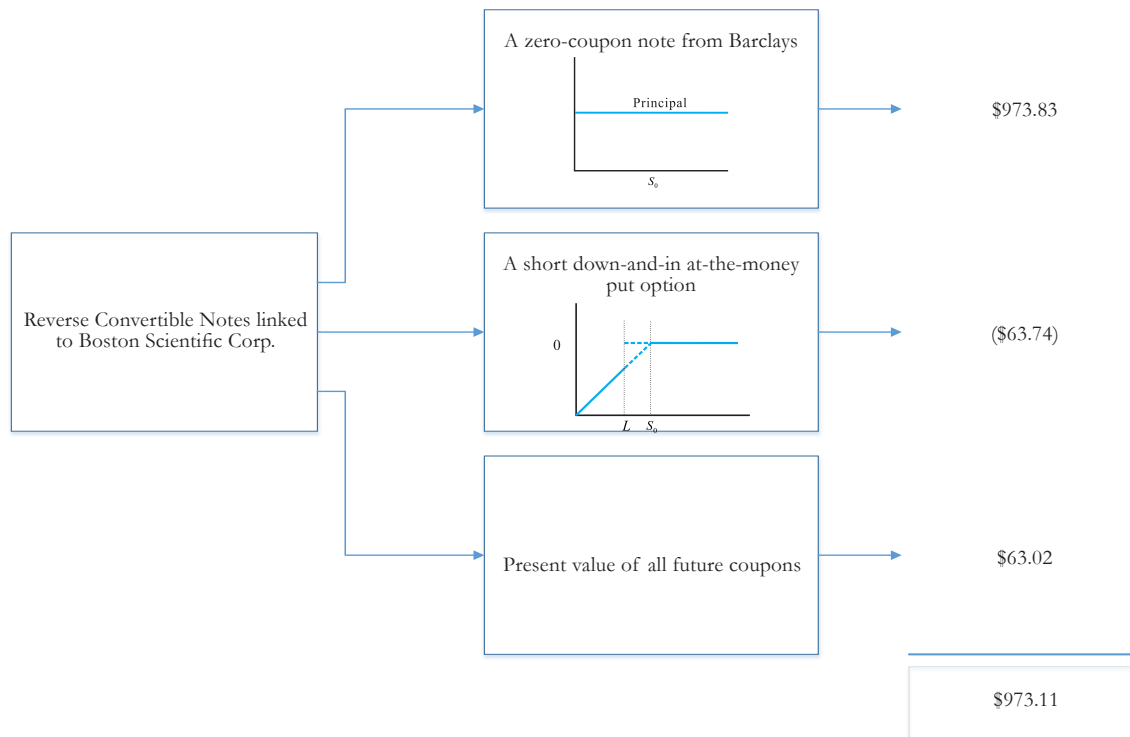 A zero-coupon note from Barclays
Principal
S₀
$973.83
Reverse Convertible Notes linked
to Boston Scientific Corp.
A short down-and-in at-the-money
put option
0
L S₀
($63.74)
Present value of all future coupons
$63.02
$973.11